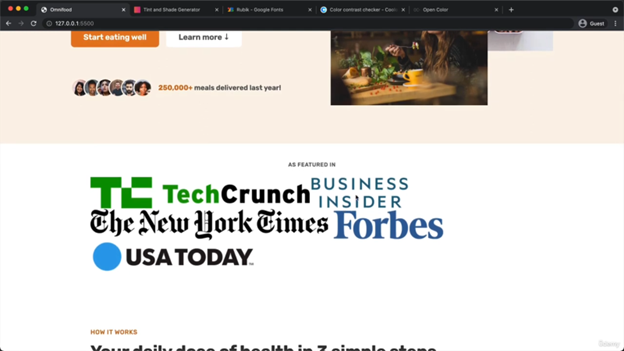 Omnifood
Tint and Shade Generator
Rubik - Google Fonts
Color contrast checker - Coo
Open Color
127.0.0.1:5500
Guest
Start eating well
Learn more ↓
250,000+ meals delivered last year!
AS FEATURED IN
TC TechCrunch
BUSINESS
INSIDER
The New York Times
Forbes
USA TODAY
HOW IT WORKS
Your daily dose of health in 3 simple steps
Udemy